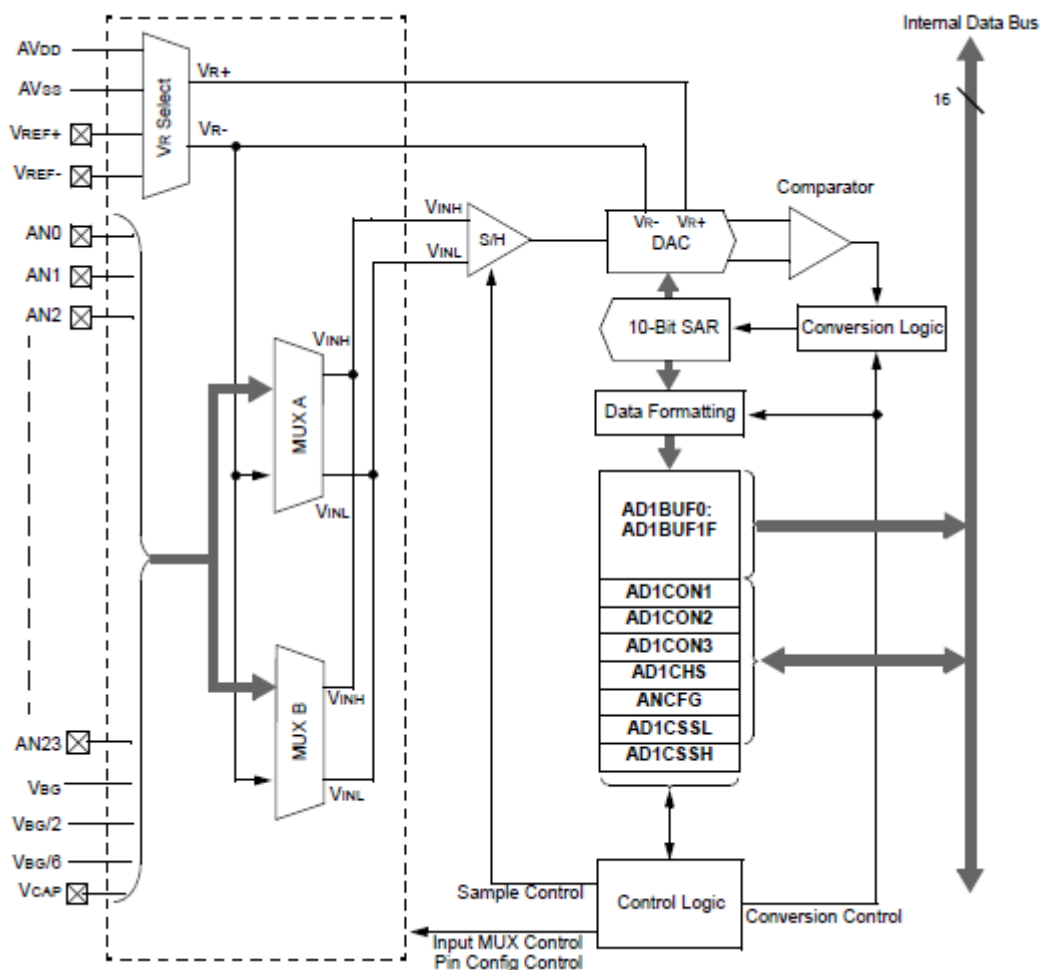 Internal Data Bus
AVDD
AVSS
VREF+
VREF-
VR Select
VR+
VR-
16
AN0
AN1
AN2
VINH
VINL
S/H
VR- VR+
DAC
Comparator
10-Bit SAR
Conversion Logic
Data Formatting
VINH
MUX A
VINL
AD1BUF0:
AD1BUF1F
AD1CON1
AD1CON2
AD1CON3
AD1CHS
ANCFG
AD1CSSL
AD1CSSH
VINH
MUX B
VINL
AN23
VBG
VBG/2
VBG/6
VCAP
Sample Control
Control Logic
Conversion Control
Input MUX Control
Pin Config Control